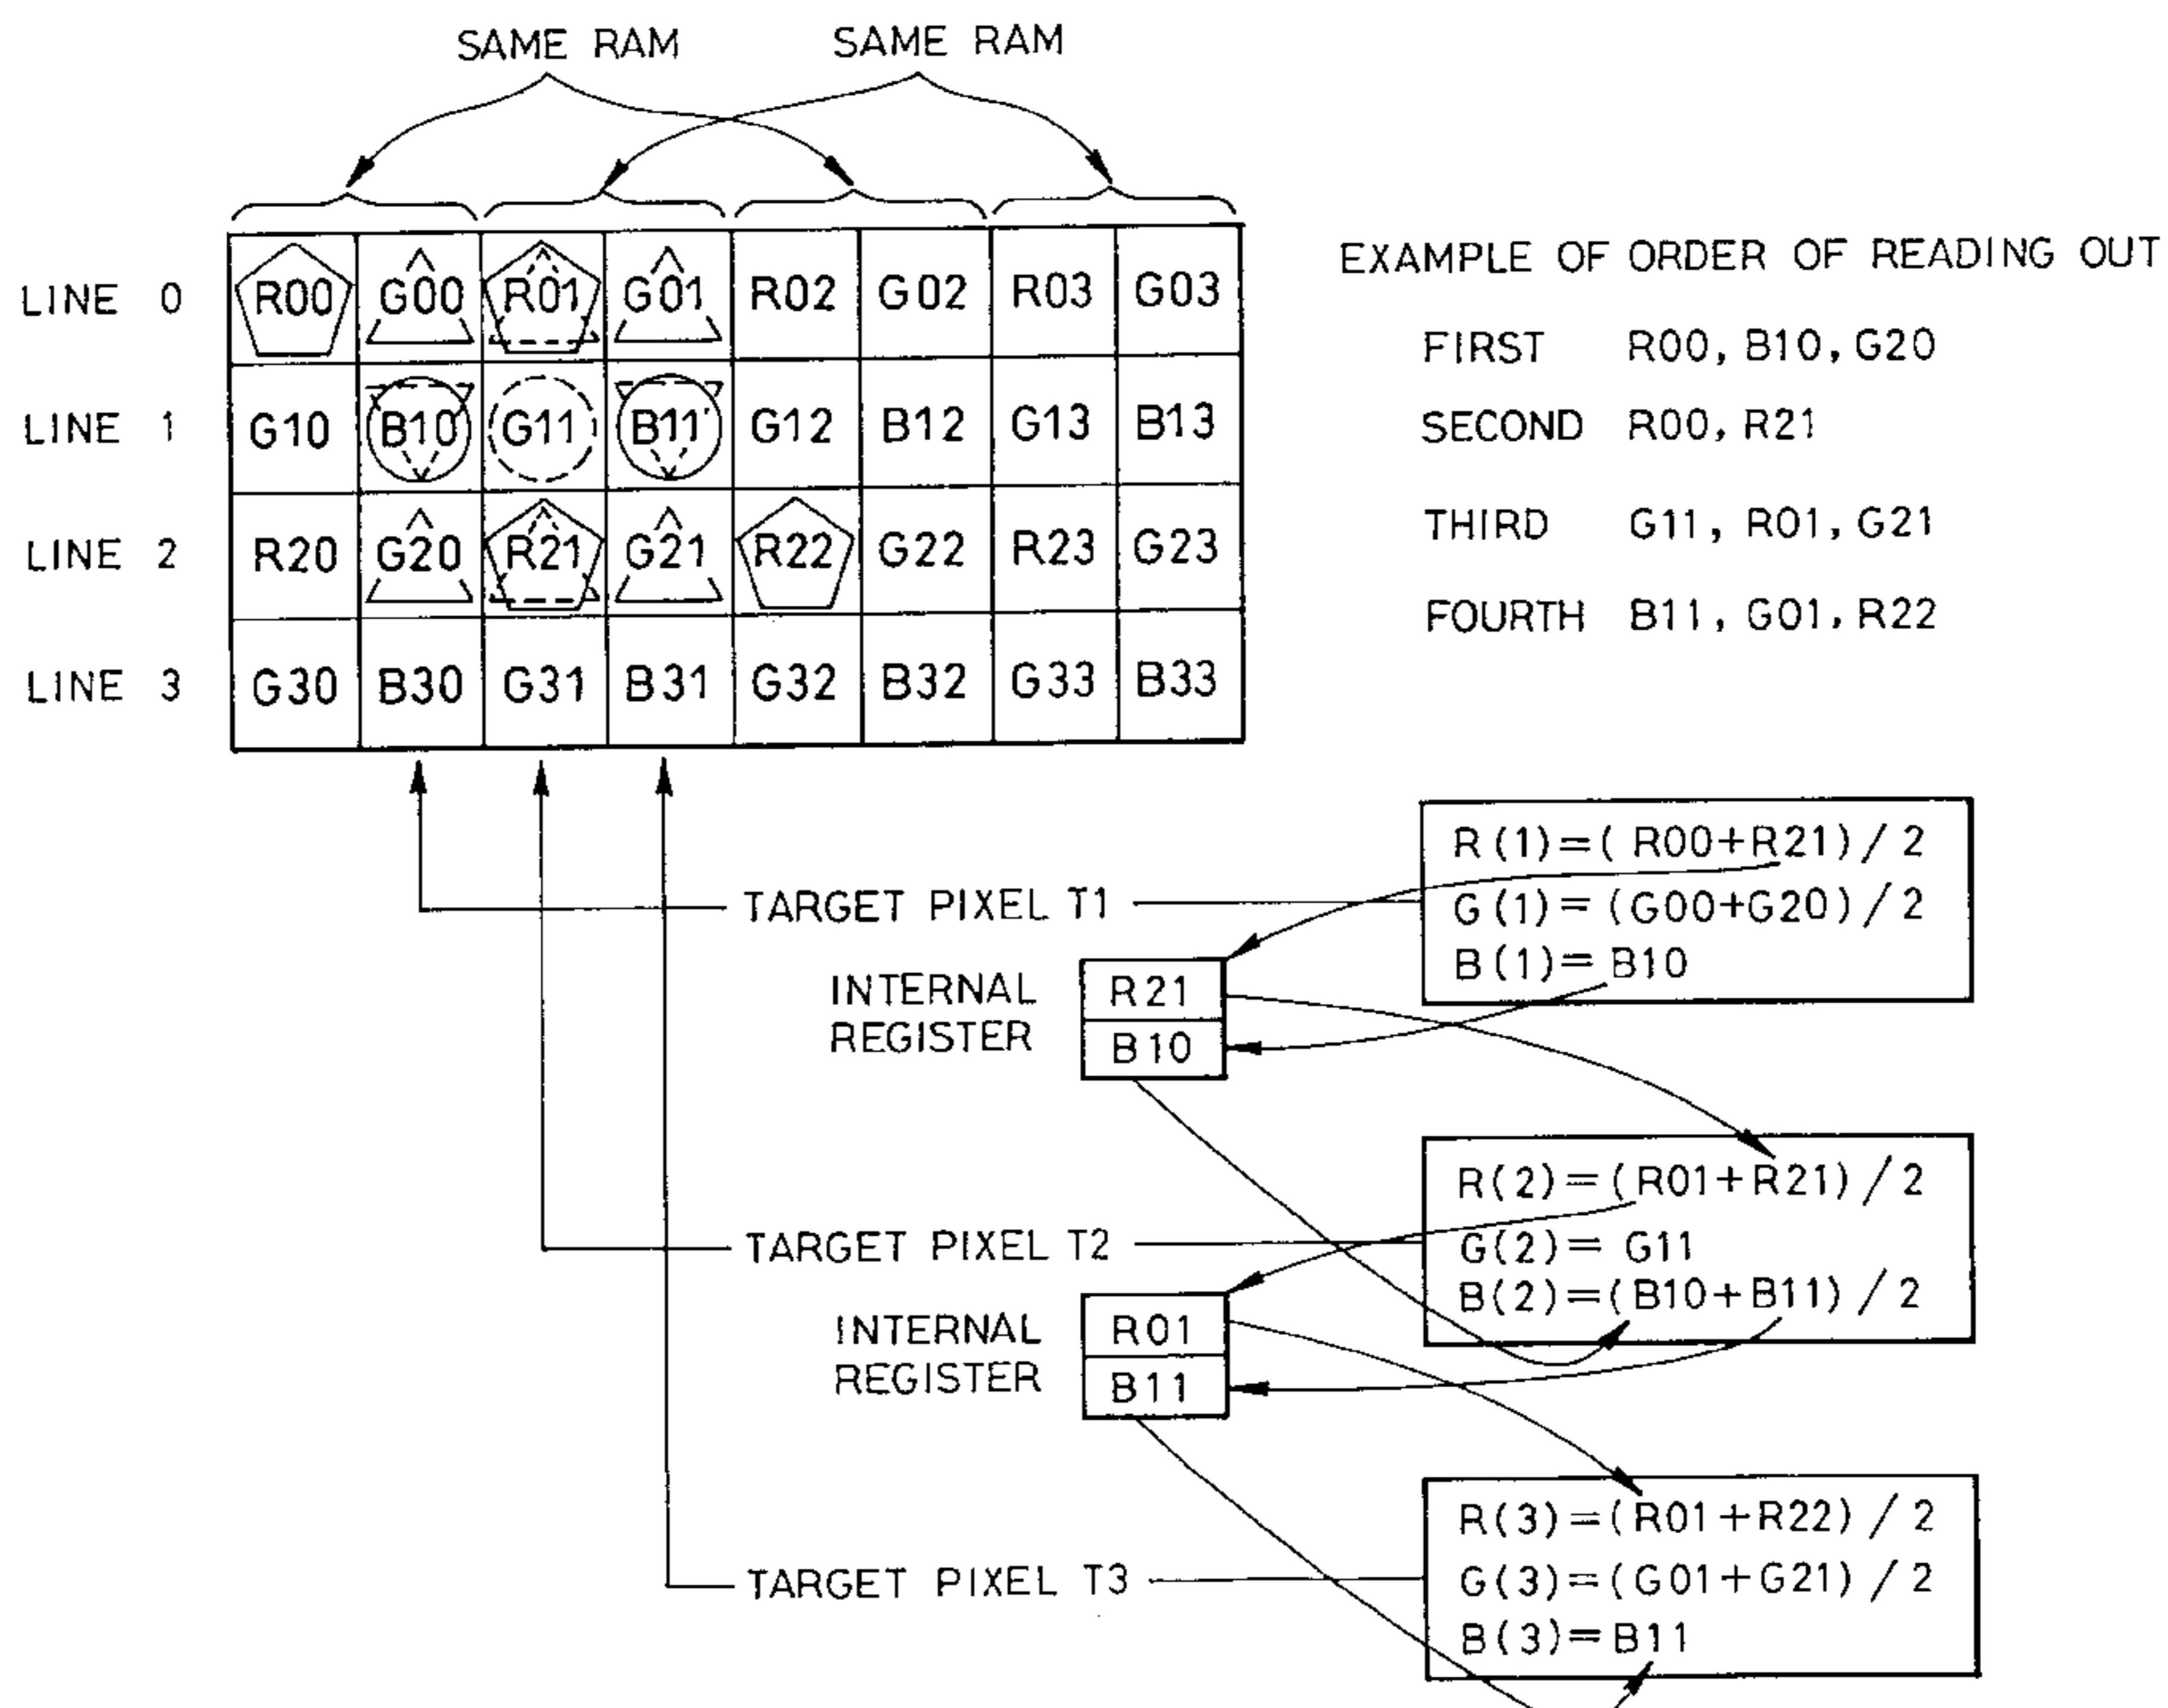 SAME RAM SAME RAM
LINE 0 R00 G00 R01 G01 R02 G02 R03 G03
LINE 1 G10 B10 G11 B11 G12 B12 G13 B13
LINE 2 R20 G20 R21 G21 R22 G22 R23 G23
LINE 3 G30 B30 G31 B31 G32 B32 G33 B33
EXAMPLE OF ORDER OF READING OUT
FIRST R00, B10, G20
SECOND R00, R21
THIRD G11, R01, G21
FOURTH B11, G01, R22
TARGET PIXEL T1
R(1)=(R00+R21)/2
G(1)=(G00+G20)/2
B(1)=B10
INTERNAL
REGISTER
R21
B10
TARGET PIXEL T2
R(2)=(R01+R21)/2
G(2)=G11
B(2)=(B10+B11)/2
INTERNAL
REGISTER
R01
B11
TARGET PIXEL T3
R(3)=(R01+R22)/2
G(3)=(G01+G21)/2
B(3)=B11